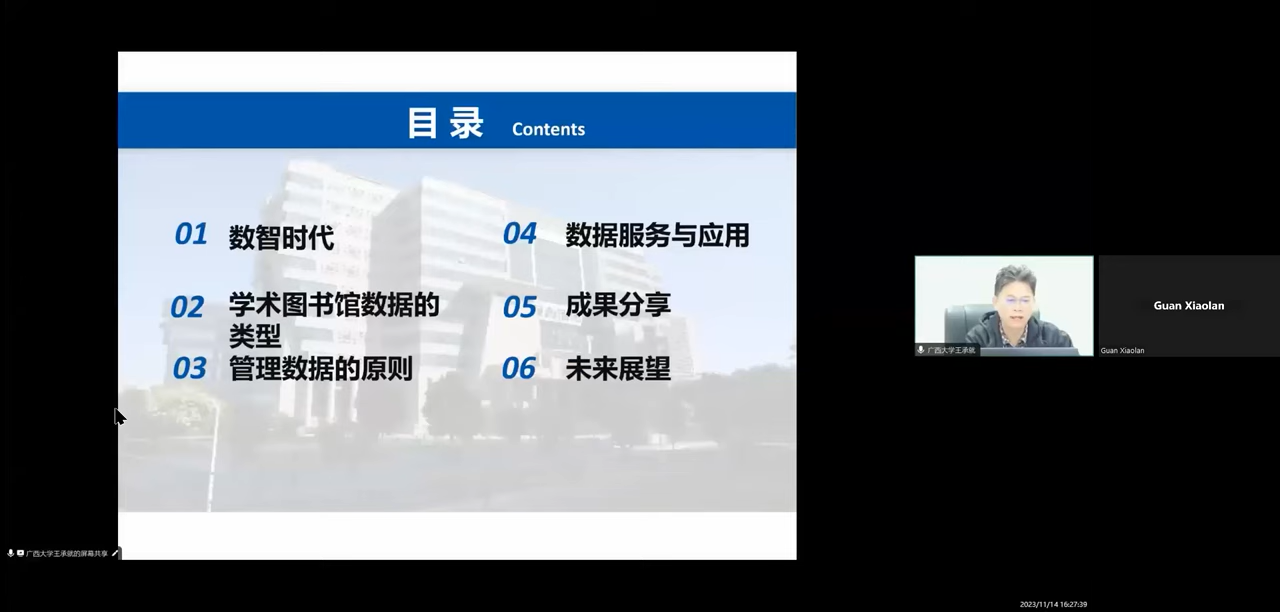 目录 Contents
01 数智时代
02 学术图书馆数据的
类型
03 管理数据的原则
04 数据服务与应用
05 成果分享
06 未来展望
广西大学王承就
Guan Xiaolan
Guan Xiaolan
广西大学王承就的屏幕共享
2023/11/14 16:27:39